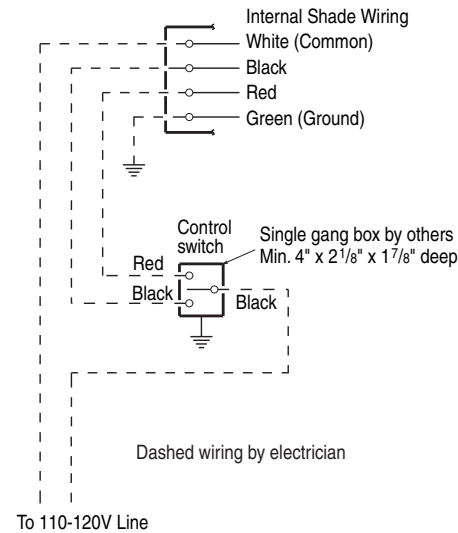 Internal Shade Wiring
White (Common)
Black
Red
Green (Ground)
Control
switch
Single gang box by others
Min. 4" x 2 1/8" x 1 7/8" deep
Red
Black
Black
Dashed wiring by electrician
To 110-120V Line